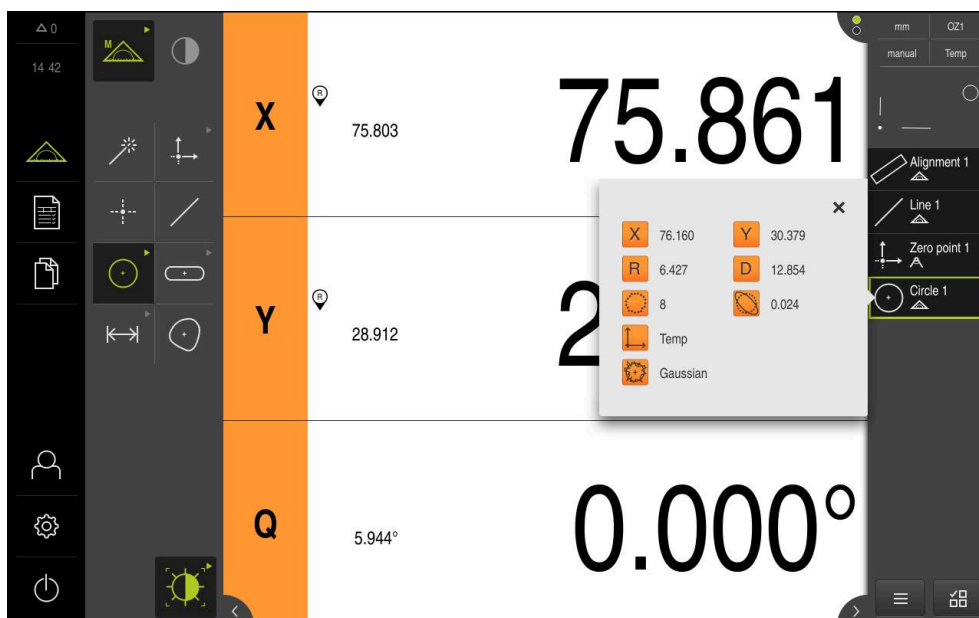 0
14 42
M
X
R
75.803
75.861
Y
R
28.912
2
Q
5.944°
0.000°
X 76.160 Y 30.379
R 6.427 D 12.854
8 0.024
Temp
Gaussian
mm OZ1
manual Temp
Alignment 1
Line 1
Zero point 1
Circle 1